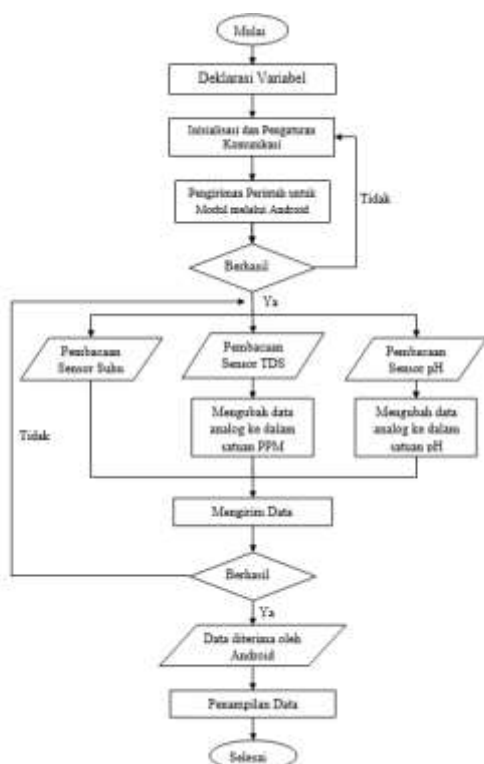 Mulai
Deklarasi Variabel
Inisialisasi dan Pengaturan
Komunikasi
Pengiriman Perintah untuk
Modul melalui Android
Tidak
Berhasil
Ya
Pembacaan
Sensor Suhu
Pembacaan
Sensor TDS
Pembacaan
Sensor pH
Tidak
Mengubah data
analog ke dalam
satuan PPM
Mengubah data
analog ke dalam
satuan pH
Mengirim Data
Berhasil
Ya
Data diterima oleh
Android
Penampilan Data
Selesai